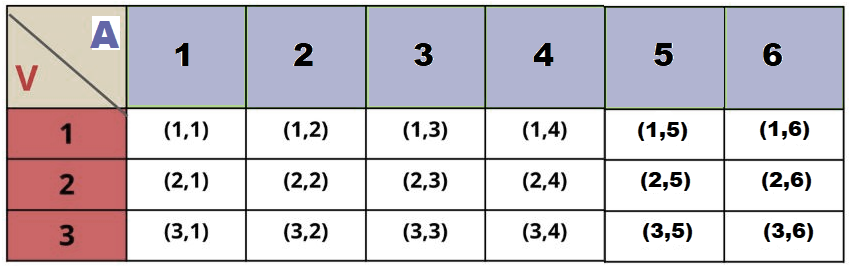 A 1 2 3 4 5 6
V
1 (1,1) (1,2) (1,3) (1,4) (1,5) (1,6)
2 (2,1) (2,2) (2,3) (2,4) (2,5) (2,6)
3 (3,1) (3,2) (3,3) (3,4) (3,5) (3,6)